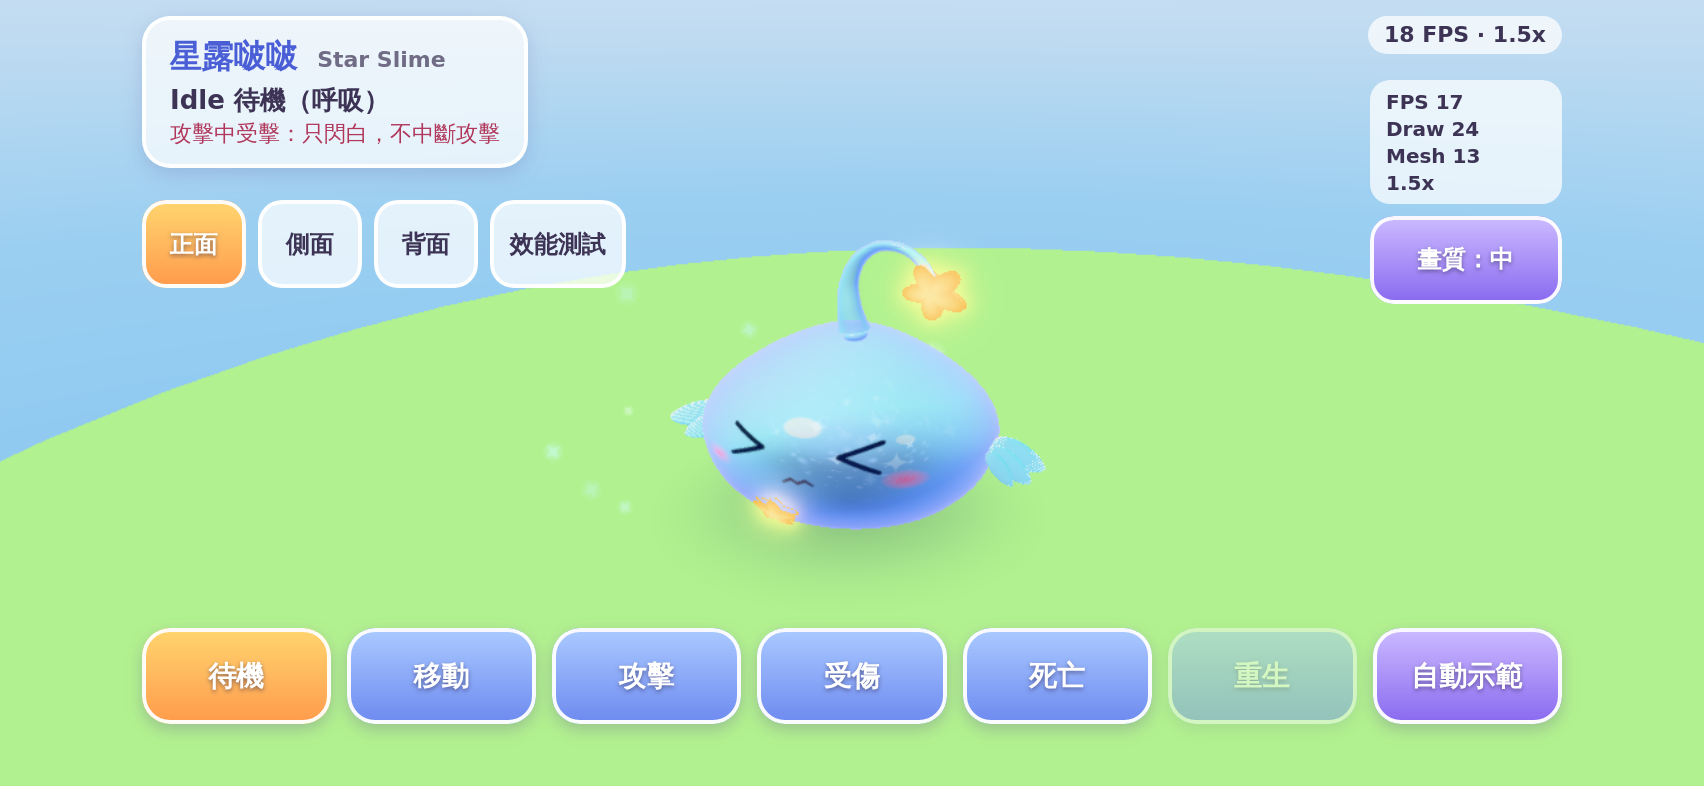 星露啵啵 Star Slime
Idle 待機（呼吸）
攻擊中受擊：只閃白，不中斷攻擊
18 FPS · 1.5x
FPS 17
Draw 24
Mesh 13
1.5x
正面
側面
背面
效能測試
畫質：中
待機
移動
攻擊
受傷
死亡
重生
自動示範